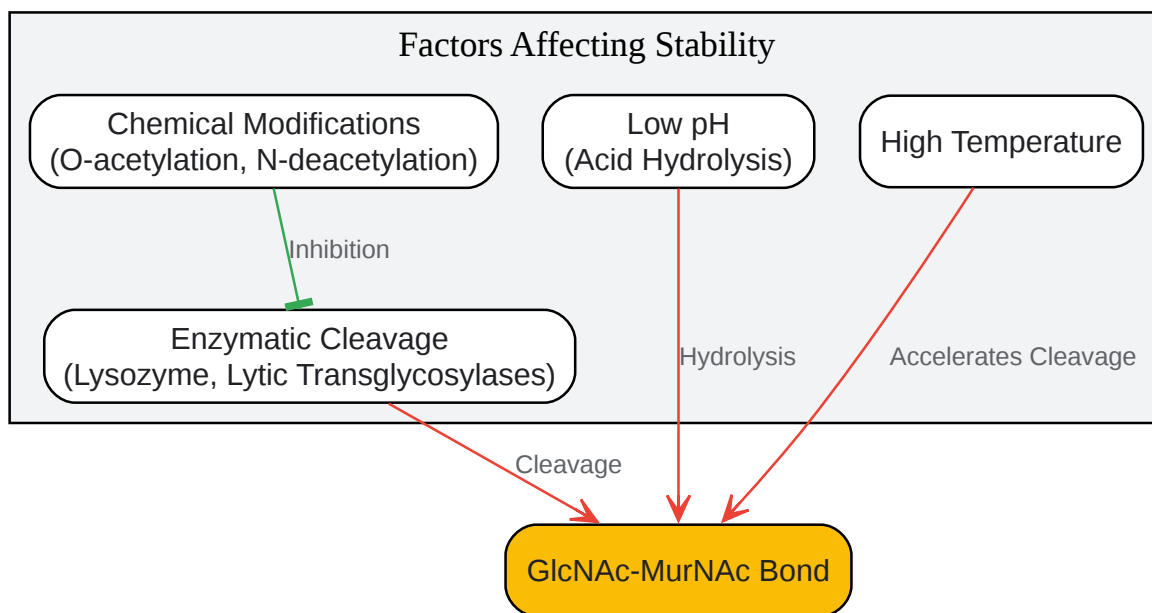 Factors Affecting Stability
Chemical Modifications
(O-acetylation, N-deacetylation)
Low pH
(Acid Hydrolysis)
High Temperature
Inhibition
Enzymatic Cleavage
(Lysozyme, Lytic Transglycosylases)
Hydrolysis
Accelerates Cleavage
Cleavage
GlcNAc-MurNAc Bond